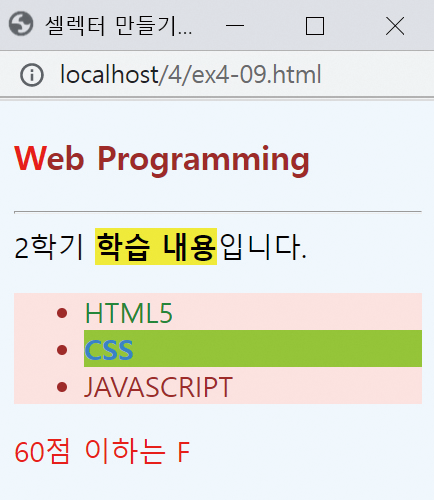 셀렉터 만들기...
localhost/4/ex4-09.html
Web Programming
2학기 학습 내용입니다.
HTML5
CSS
JAVASCRIPT
60점 이하는 F